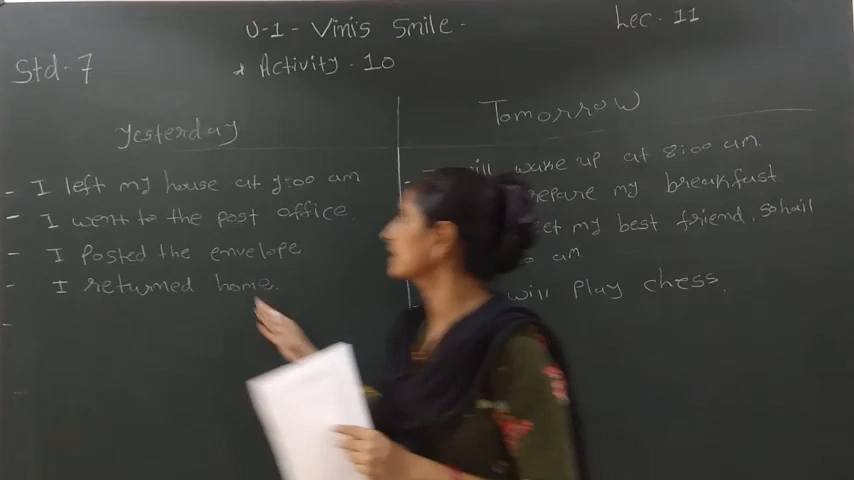 U-1 - Vini's Smile -
Lec. 11
Std. 7
* Activity - 10
Yesterday
- I left my house at 9:00 am
- I went to the post office.
- I posted the envelope
- I returned home.
-
Tomorrow
wake up at 8:00 am.
my breakfast
my best friend, sohail
am
will play chess.